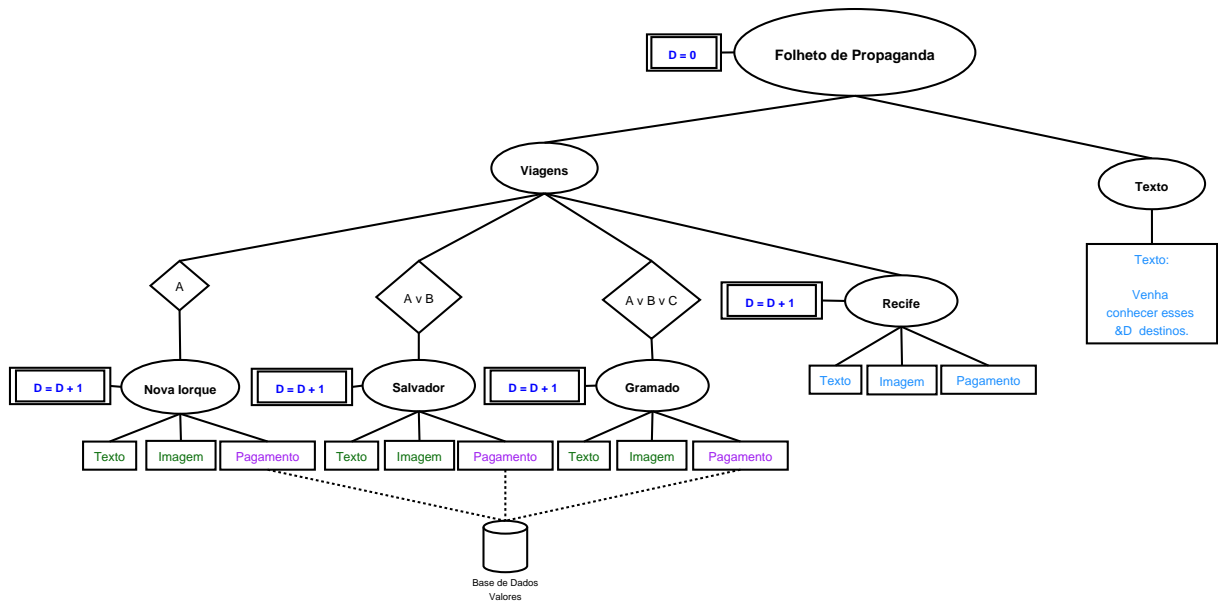 D = 0
Folheto de Propaganda
Viagens
Texto
A
A v B
A v B v C
D = D + 1
Recife
Texto:
Venha
conhecer esses
&D destinos.
D = D + 1
Nova Iorque
D = D + 1
Salvador
D = D + 1
Gramado
Texto
Imagem
Pagamento
Texto
Imagem
Pagamento
Texto
Imagem
Pagamento
Texto
Imagem
Pagamento
Base de Dados
Valores